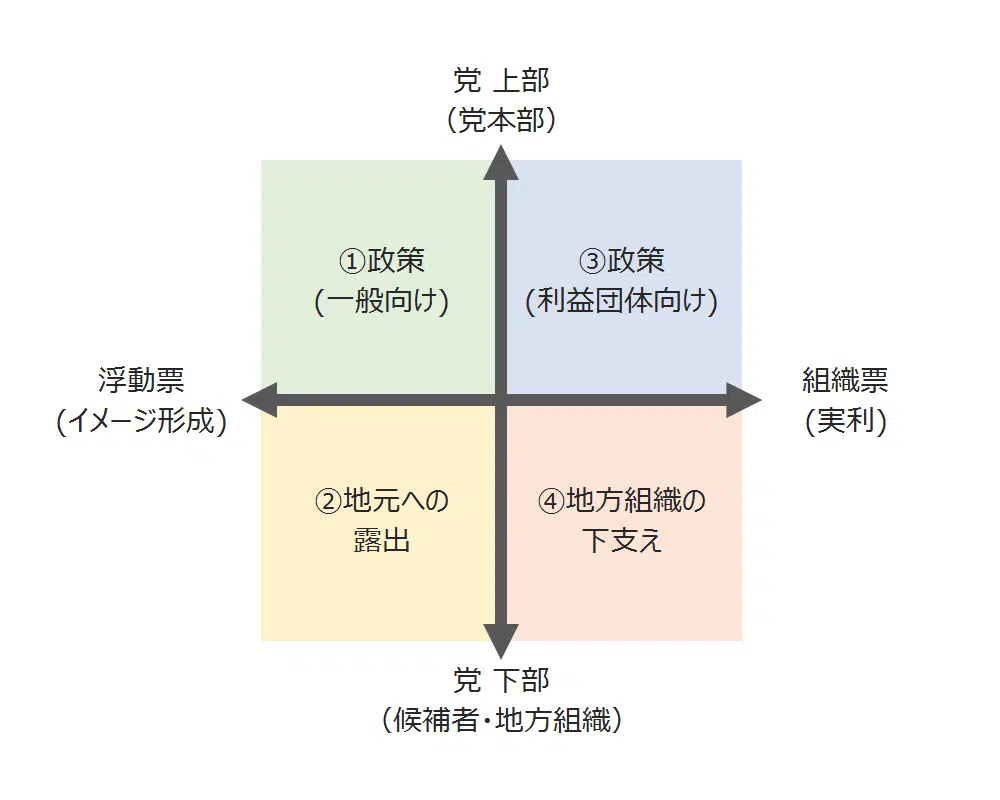 党 上部
（党本部）
①政策
(一般向け)
③政策
(利益団体向け)
浮動票
(イメージ形成)
組織票
(実利)
②地元への
露出
④地方組織の
下支え
党 下部
（候補者・地方組織）